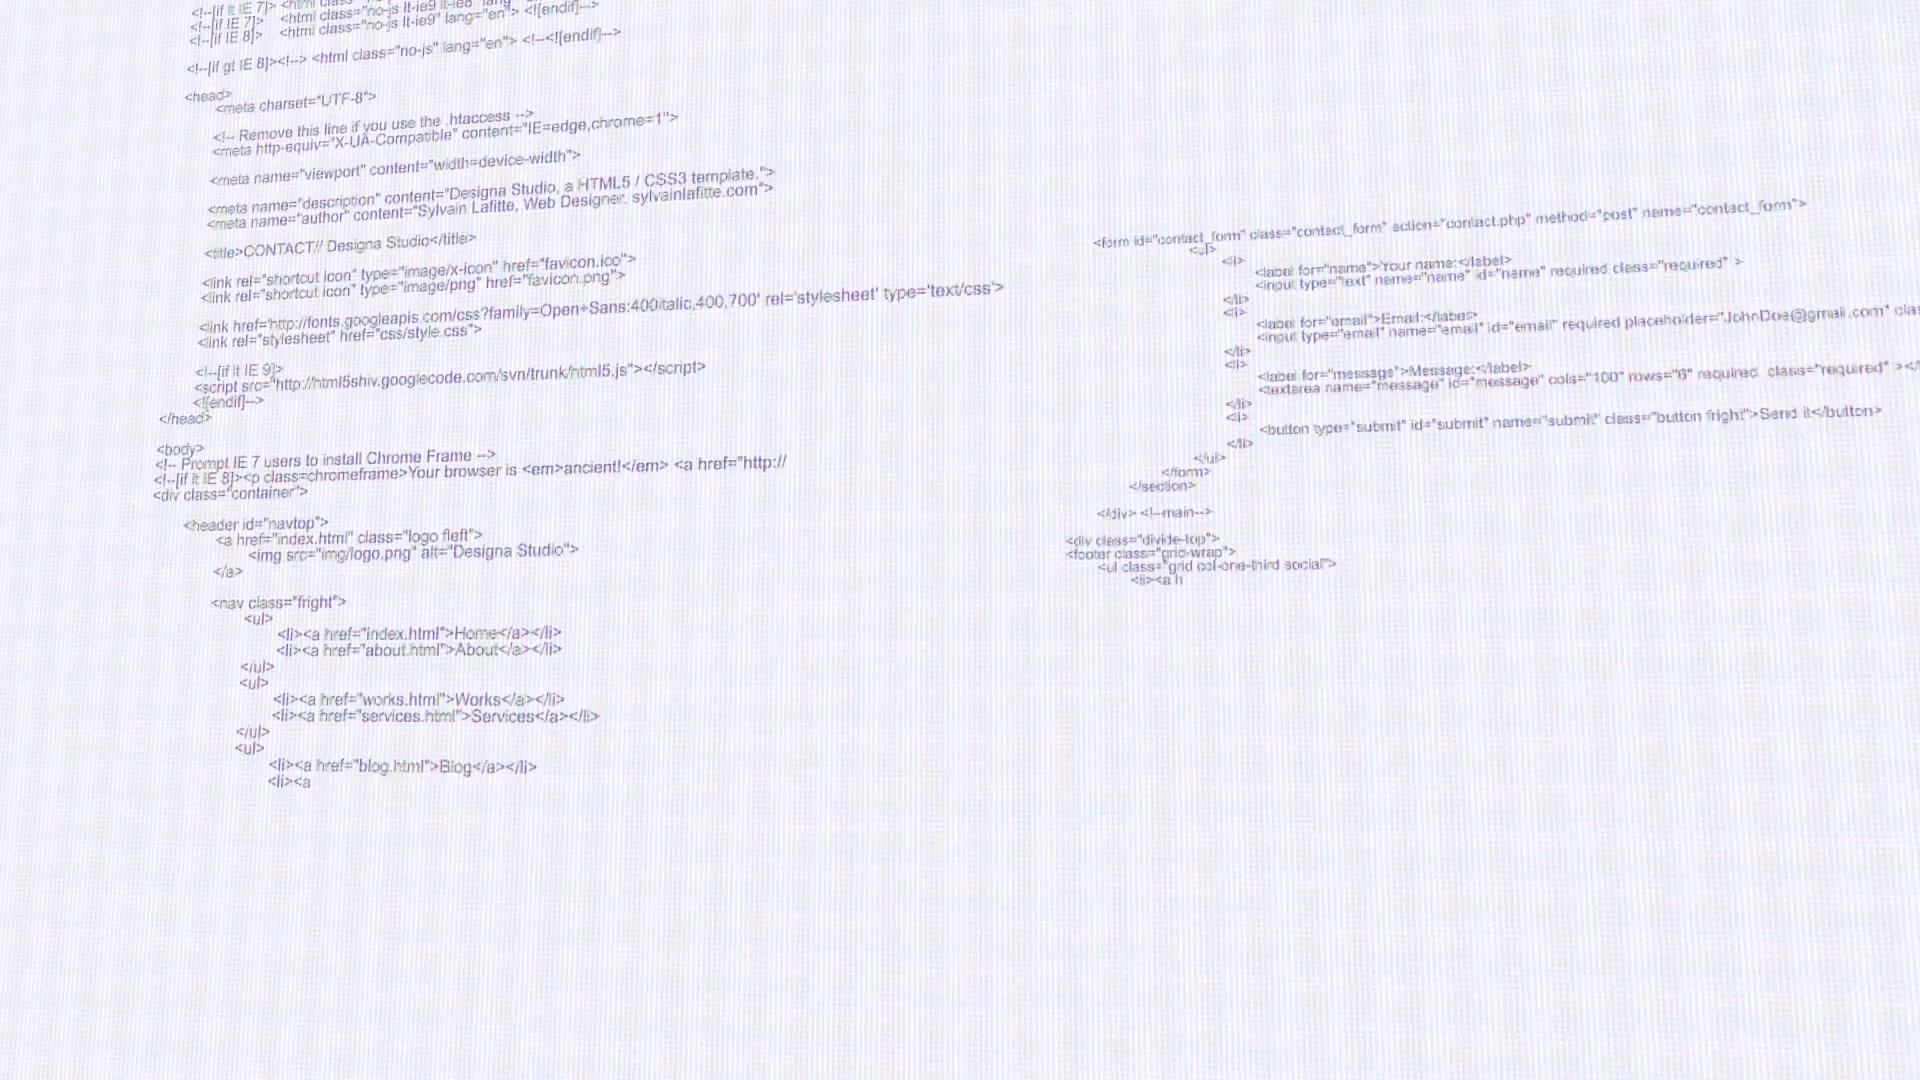 <!--[if lt IE 7]> <html class="no-js lt-ie9 lt-ie8 lang
<!--[if IE 7]> <html class="no-js lt-ie9 lt-ie8" lang="en"> <![endif]-->
<!--[if IE 8]> <html class="no-js lt-ie9" lang="en"> <![endif]-->
<!--[if gt IE 8]><!--> <html class="no-js" lang="en"> <!--<![endif]-->
<head>
<meta charset="UTF-8">
<!-- Remove this line if you use the .htaccess -->
<meta http-equiv="X-UA-Compatible" content="IE=edge,chrome=1">
<meta name="viewport" content="width=device-width">
<meta name="description" content="Designa Studio, a HTML5 / CSS3 template.">
<meta name="author" content="Sylvain Lafitte, Web Designer, sylvainlafitte.com">
<title>CONTACT// Designa Studio</title>
<link rel="shortcut icon" type="image/x-icon" href="favicon.ico">
<link rel="shortcut icon" type="image/png" href="favicon.png">
<link href='http://fonts.googleapis.com/css?family=Open+Sans:400italic,400,700' rel='stylesheet' type='text/css'>
<link rel="stylesheet" href="css/style.css">
<!--[if lt IE 9]>
<script src="http://html5shiv.googlecode.com/svn/trunk/html5.js"></script>
<![endif]-->
</head>
<body>
<!-- Prompt IE 7 users to install Chrome Frame -->
<!--[if lt IE 8]><p class=chromeframe>Your browser is <em>ancient!</em> <a href="http://
<div class="container">
<header id="navtop">
<a href="index.html" class="logo fleft">
<img src="img/logo.png" alt="Designa Studio">
</a>
<nav class="fright">
<ul>
<li><a href="index.html">Home</a></li>
<li><a href="about.html">About</a></li>
</ul>
<ul>
<li><a href="works.html">Works</a></li>
<li><a href="services.html">Services</a></li>
</ul>
<ul>
<li><a href="blog.html">Blog</a></li>
<li><a
<form id="contact_form" class="contact_form" action="contact.php" method="post" name="contact_form">
<ul>
<li>
<label for="name">Your name:</label>
<input type="text" name="name" id="name" required class="required" >
</li>
<li>
<label for="email">Email:</label>
<input type="email" name="email" id="email" required placeholder="JohnDoe@gmail.com" clas
</li>
<li>
<label for="message">Message:</label>
<textarea name="message" id="message" cols="100" rows="6" required class="required" ></
</li>
<li>
<button type="submit" id="submit" name="submit" class="button fright">Send it</button>
</li>
</ul>
</form>
</section>
</div> <!--main-->
<div class="divide-top">
<footer class="grid-wrap">
<ul class="grid col-one-third social">
<li><a h